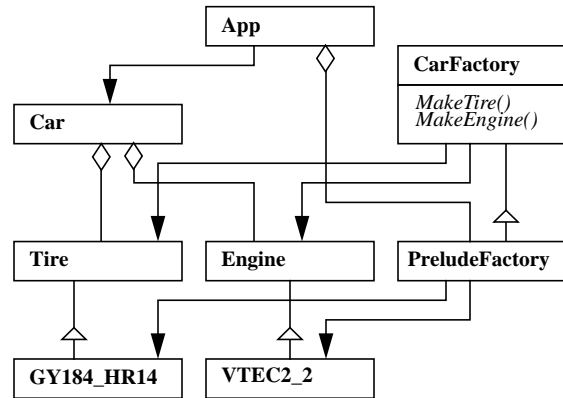 App
CarFactory
MakeTire()
MakeEngine()
Car
Tire
Engine
PreludeFactory
GY184_HR14
VTEC2_2